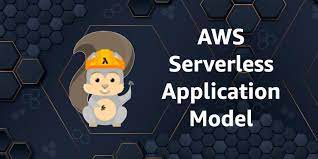 AWS
Serverless
Application
Model
λ